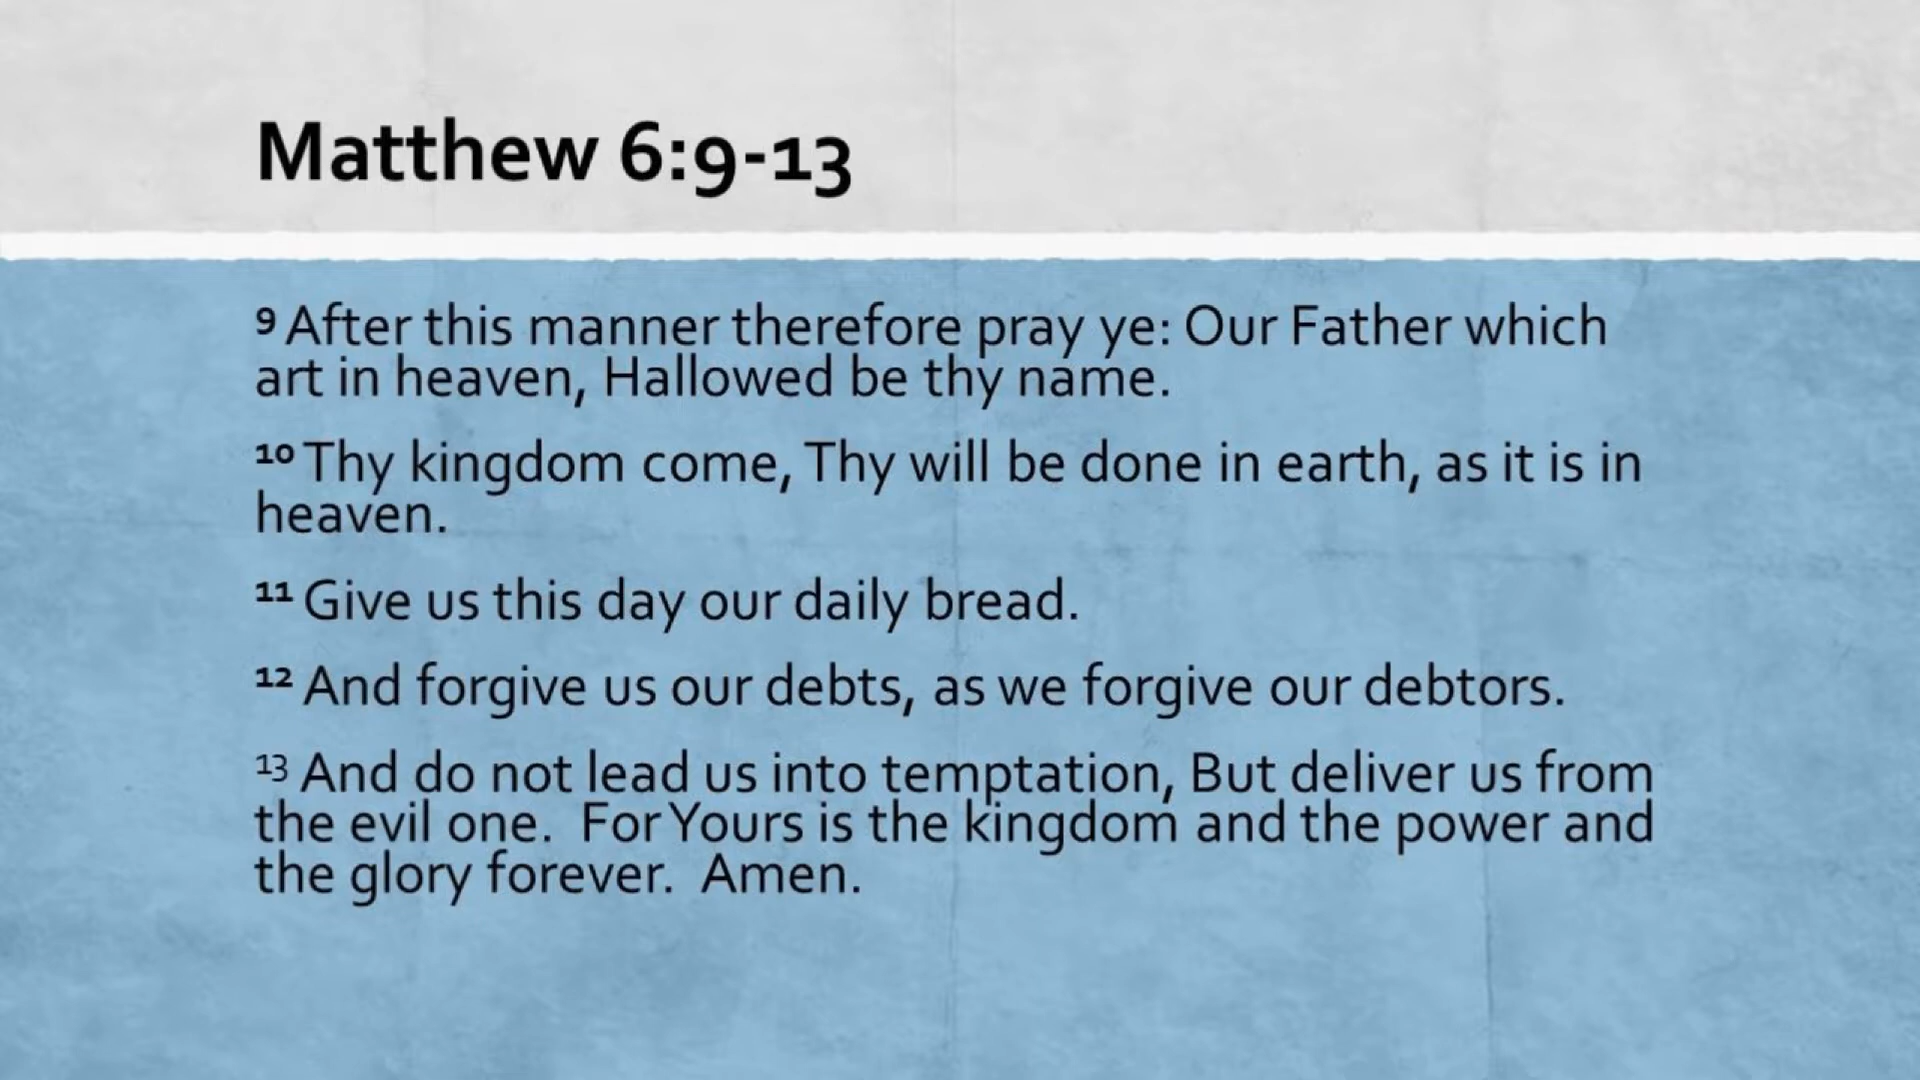 Matthew 6:9-13
9 After this manner therefore pray ye: Our Father which
art in heaven, Hallowed be thy name.
10 Thy kingdom come, Thy will be done in earth, as it is in
heaven.
11 Give us this day our daily bread.
12 And forgive us our debts, as we forgive our debtors.
13 And do not lead us into temptation, But deliver us from
the evil one.  For Yours is the kingdom and the power and
the glory forever.  Amen.